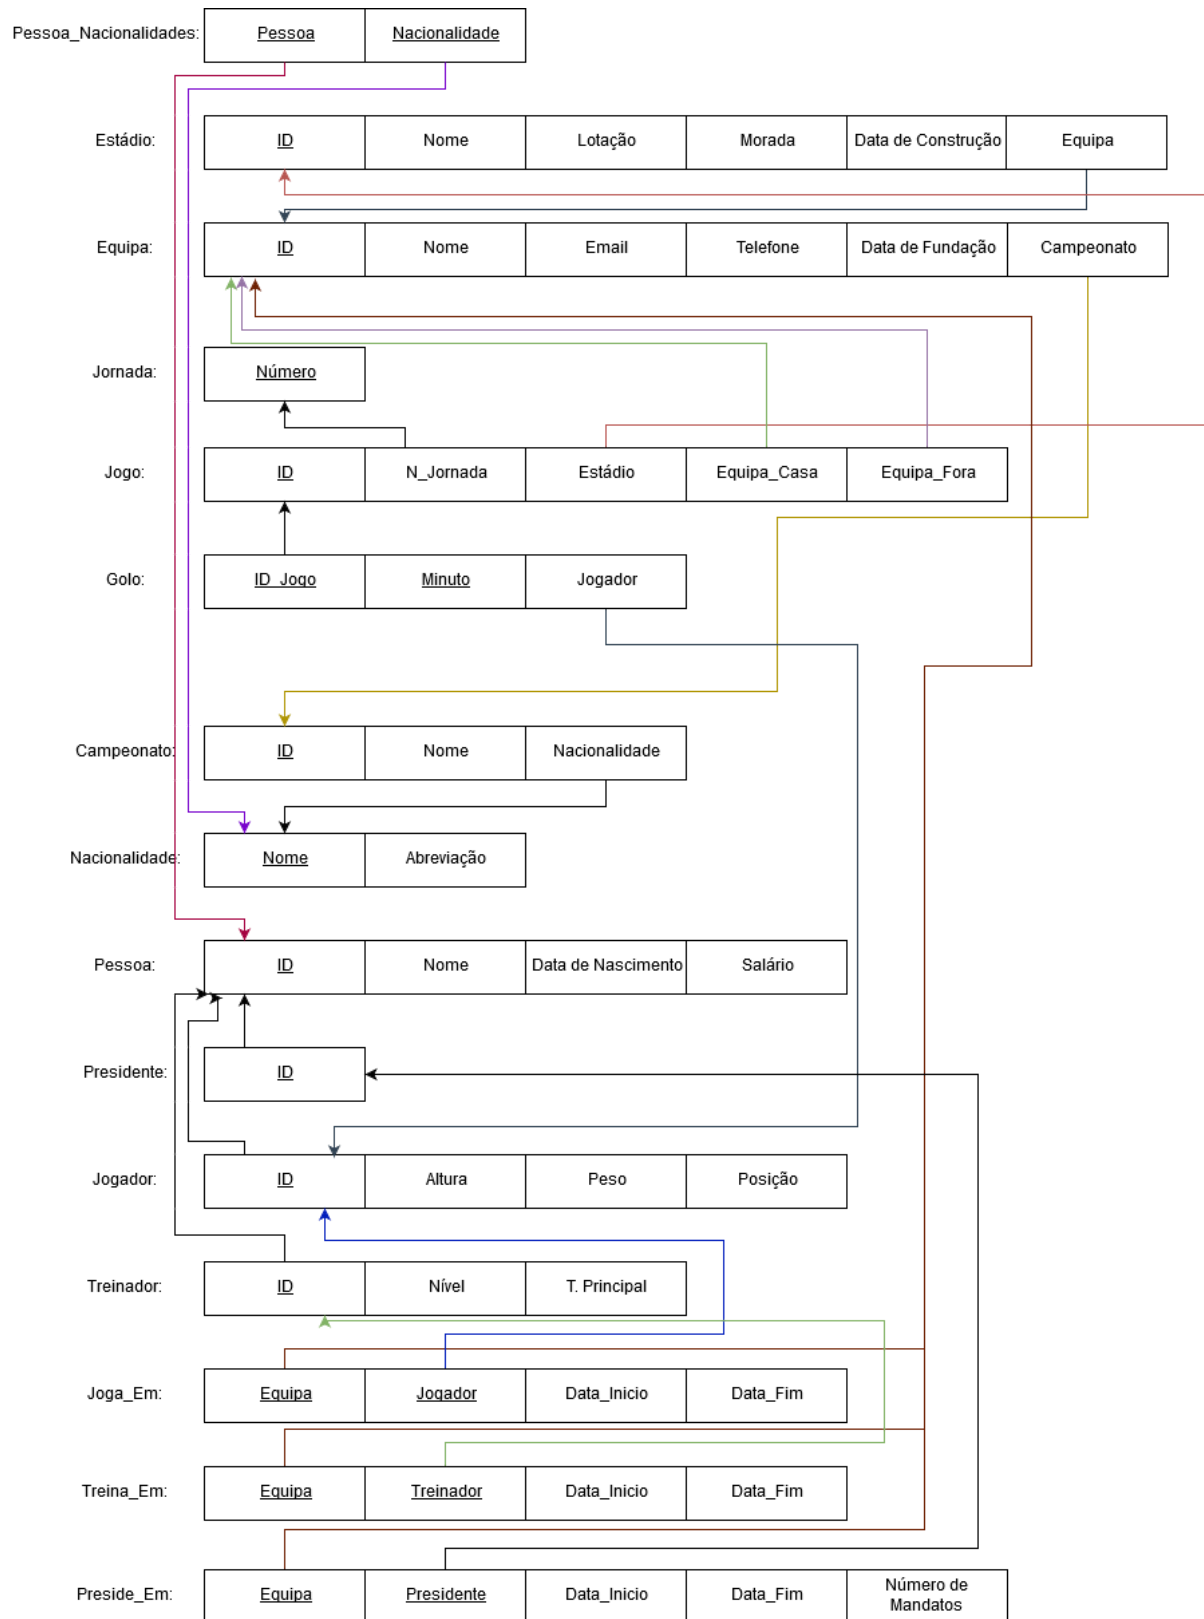 Pessoa_Nacionalidades: Pessoa Nacionalidade
Estádio: ID Nome Lotação Morada Data de Construção Equipa
Equipa: ID Nome Email Telefone Data de Fundação Campeonato
Jornada: Número
Jogo: ID N_Jornada Estádio Equipa_Casa Equipa_Fora
Golo: ID_Jogo Minuto Jogador
Campeonato: ID Nome Nacionalidade
Nacionalidade: Nome Abreviação
Pessoa: ID Nome Data de Nascimento Salário
Presidente: ID
Jogador: ID Altura Peso Posição
Treinador: ID Nível T. Principal
Joga_Em: Equipa Jogador Data_Inicio Data_Fim
Treina_Em: Equipa Treinador Data_Inicio Data_Fim
Preside_Em: Equipa Presidente Data_Inicio Data_Fim Número de
Mandatos